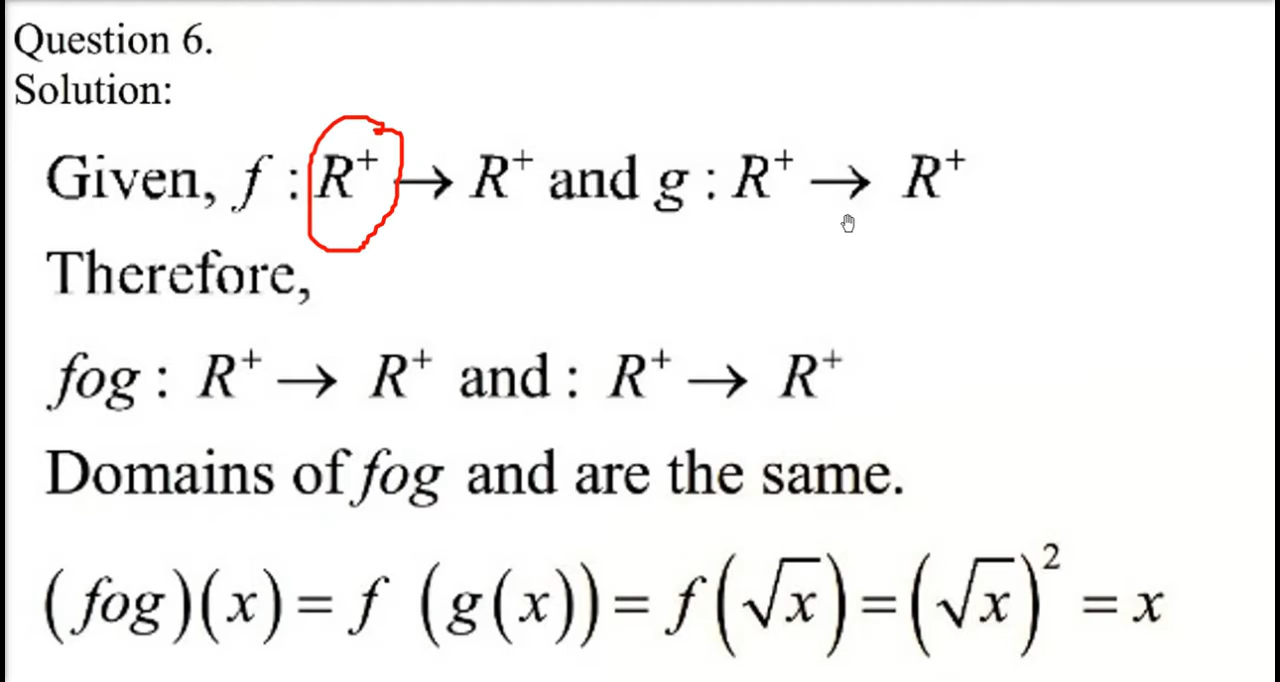 Question 6.
Solution:
Given, f : R⁺ → R⁺ and g : R⁺ → R⁺
Therefore,
fog : R⁺ → R⁺ and : R⁺ → R⁺
Domains of fog and are the same.
(fog)(x) = f (g(x)) = f(√x) = (√x)² = x